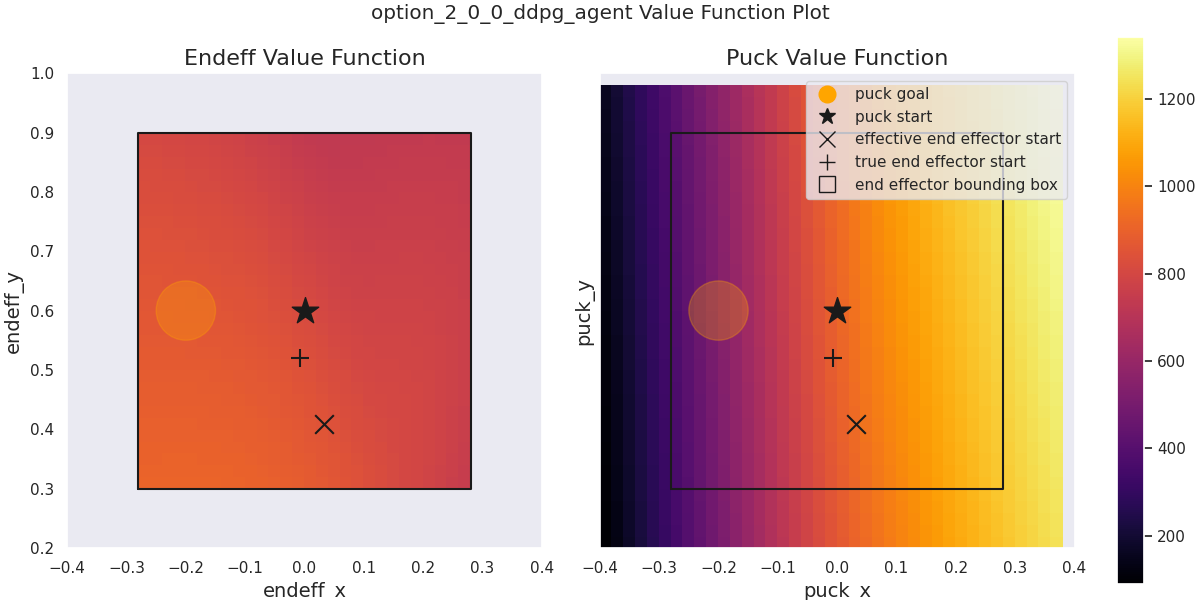 option_2_0_0_ddpg_agent Value Function Plot
Endeff Value Function
1.0
0.9
0.8
0.7
0.6
0.5
0.4
0.3
0.2
endeff_y
−0.4 −0.3 −0.2 −0.1 0.0 0.1 0.2 0.3 0.4
endeff_x
Puck Value Function
puck goal
puck start
effective end effector start
true end effector start
end effector bounding box
puck_y
−0.4 −0.3 −0.2 −0.1 0.0 0.1 0.2 0.3 0.4
puck_x
1200
1000
800
600
400
200